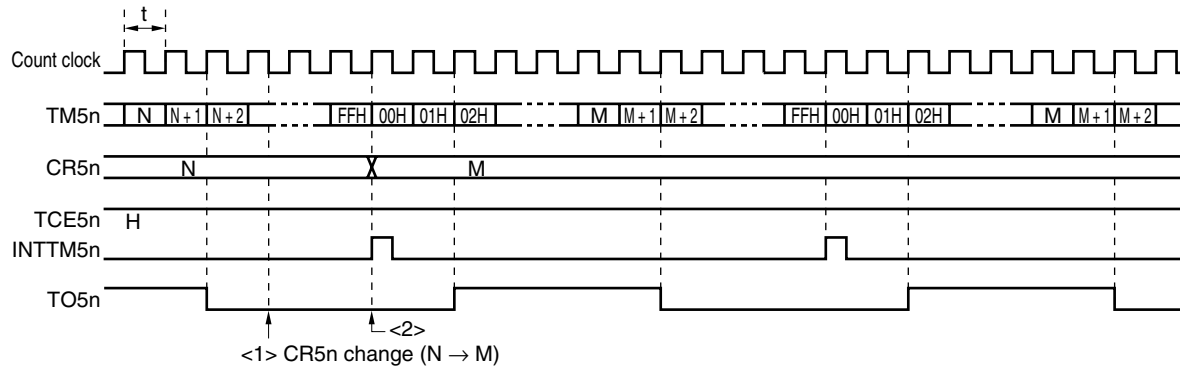 t
Count clock
TM5n N N + 1 N + 2 FFH 00H 01H 02H M M + 1 M + 2 FFH 00H 01H 02H M M + 1 M + 2
CR5n N M
TCE5n H
INTTM5n
TO5n
<2>
<1> CR5n change (N → M)